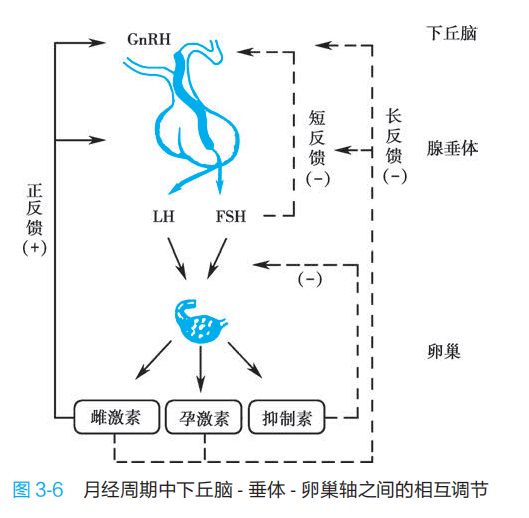 下丘脑
GnRH
短反馈(-)
长反馈(-)
腺垂体
正反馈(+)
LH
FSH
(-)
卵巢
雌激素
孕激素
抑制素
图 3-6 月经周期中下丘脑 - 垂体 - 卵巢轴之间的相互调节